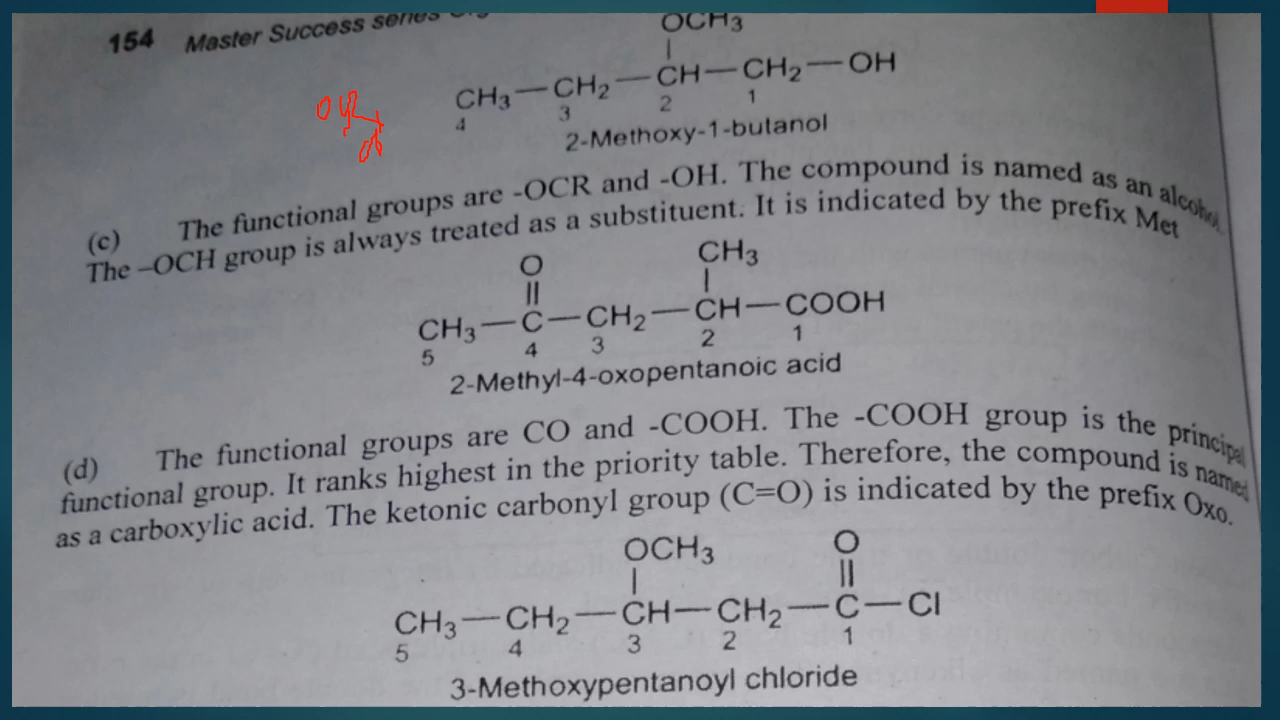 154 Master Success series
OCH3
|
CH3—CH2—CH—CH2—OH
4 3 2 1
2-Methoxy-1-butanol
(c) The functional groups are -OCR and -OH. The compound is named as an alcohol.
The –OCH group is always treated as a substituent. It is indicated by the prefix Met
O CH3
|| |
CH3—C—CH2—CH—COOH
5 4 3 2 1
2-Methyl-4-oxopentanoic acid
(d) The functional groups are CO and -COOH. The -COOH group is the principal
functional group. It ranks highest in the priority table. Therefore, the compound is named
as a carboxylic acid. The ketonic carbonyl group (C=O) is indicated by the prefix Oxo.
OCH3 O
| ||
CH3—CH2—CH—CH2—C—Cl
5 4 3 2 1
3-Methoxypentanoyl chloride